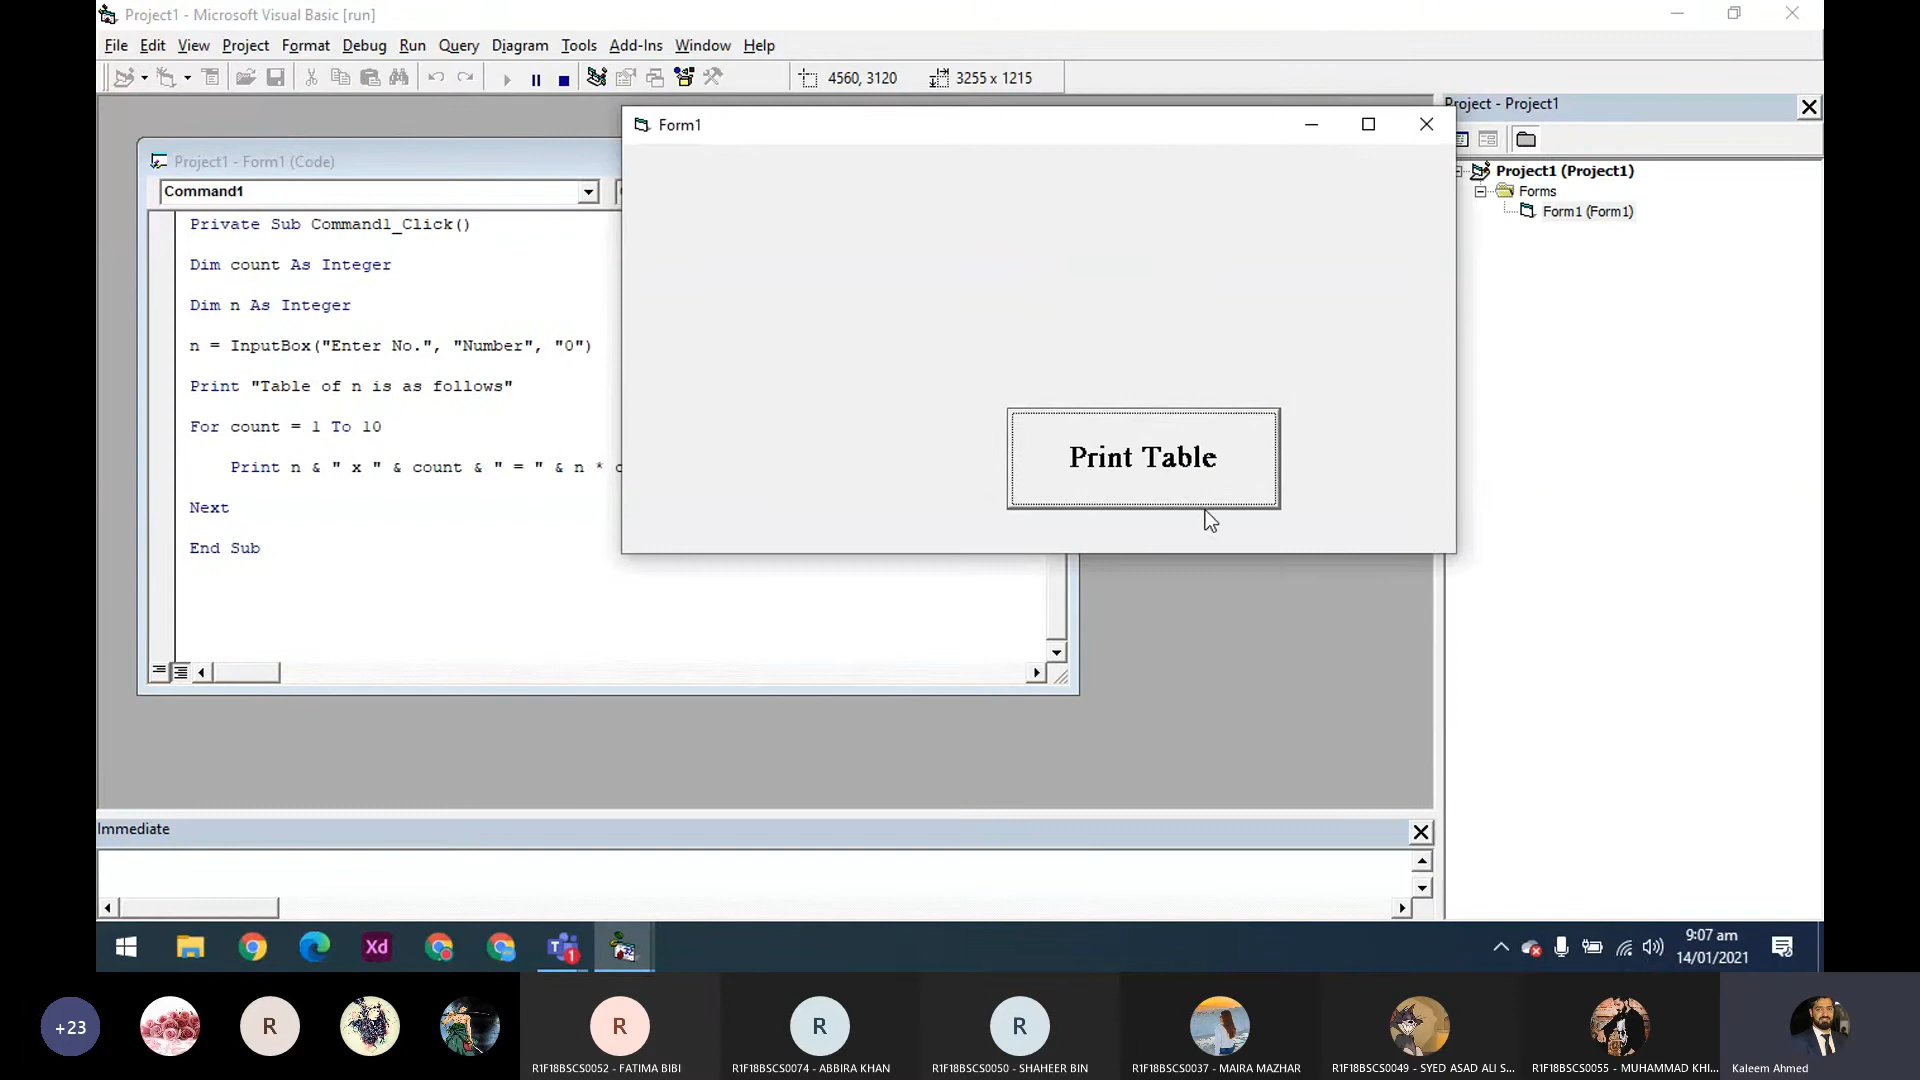 Project1 - Microsoft Visual Basic [run]
File Edit View Project Format Debug Run Query Diagram Tools Add-Ins Window Help
4560, 3120 3255 x 1215
Project - Project1
Form1
Project1 - Form1 (Code)
Command1
Project1 (Project1)
Forms
Form1 (Form1)
Private Sub Command1_Click()
Dim count As Integer
Dim n As Integer
n = InputBox("Enter No.", "Number", "0")
Print "Table of n is as follows"
For count = 1 To 10
Print n & " x " & count & " = " & n *
Next
End Sub
Print Table
Immediate
Xd
1
9:07 am
14/01/2021
+23
R
R
R
R
R1F18BSCS0052 - FATIMA BIBI
R1F18BSCS0074 - ABBIRA KHAN
R1F18BSCS0050 - SHAHEER BIN
R1F18BSCS0037 - MAIRA MAZHAR
R1F18BSCS0049 - SYED ASAD ALI S...
R1F18BSCS0055 - MUHAMMAD KHI...
Kaleem Ahmed